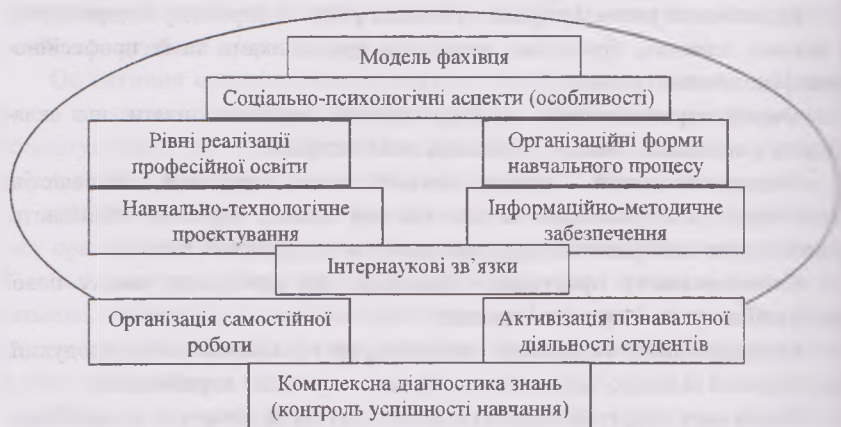 Модель фахівця
Соціально-психологічні аспекти (особливості)
Рівні реалізації
професійної освіти
Організаційні форми
навчального процесу
Навчально-технологічне
проектування
Інформаційно-методичне
забезпечення
Інтернаукові зв’язки
Організація самостійної
роботи
Активізація пізнавальної
діяльності студентів
Комплексна діагностика знань
(контроль успішності навчання)